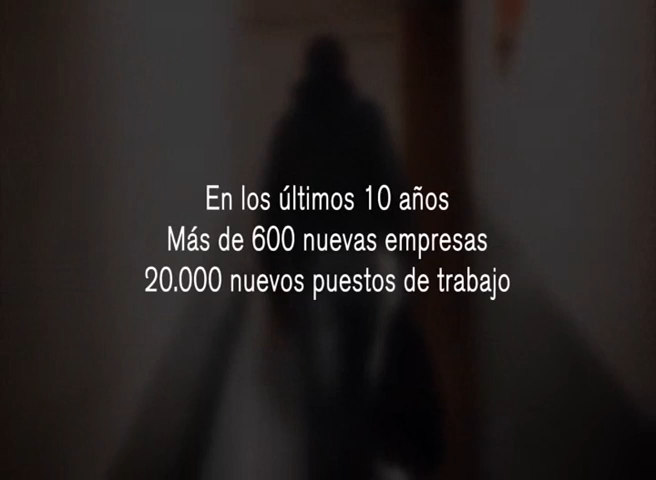 En los últimos 10 años
Más de 600 nuevas empresas
20.000 nuevos puestos de trabajo